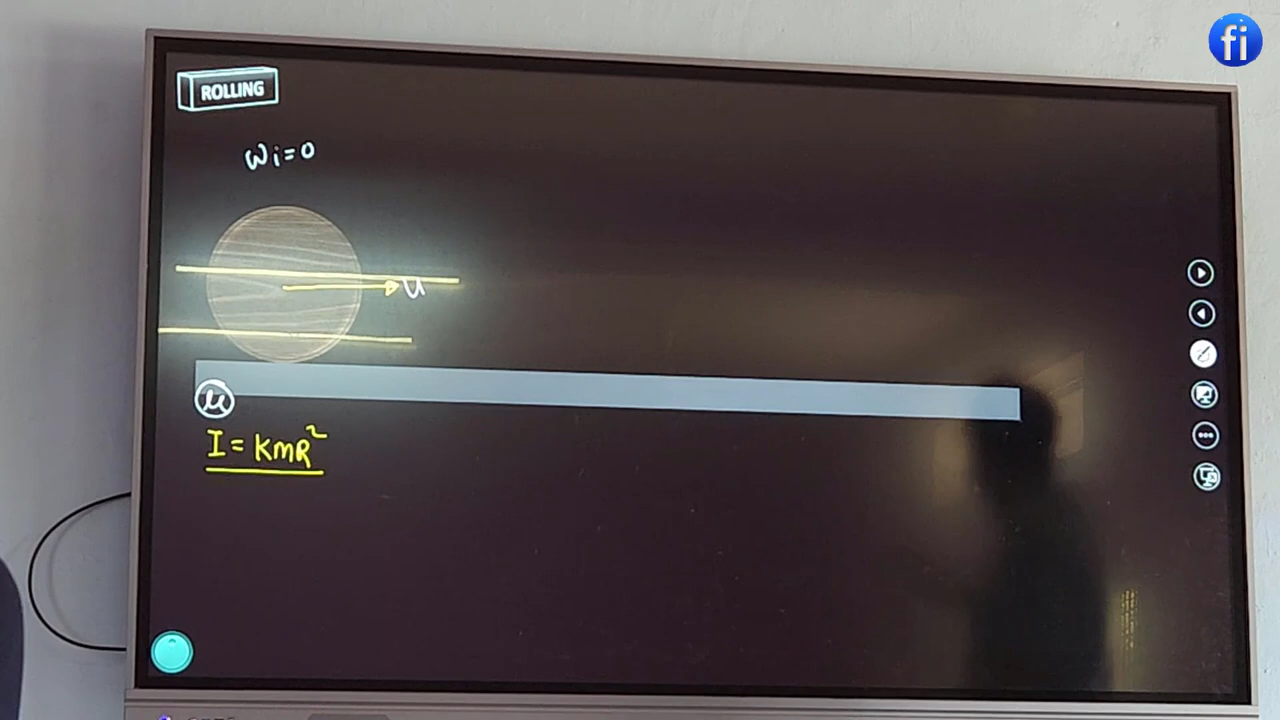 fi
ROLLING
ωi=0
u
μ
I = KMR²